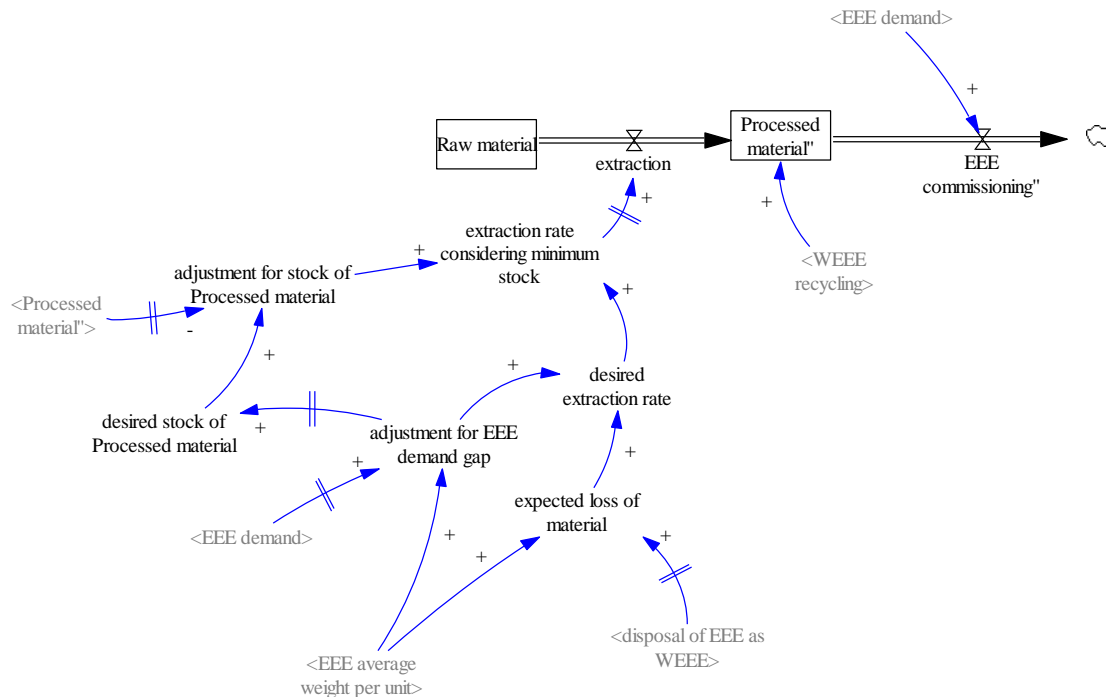 <EEE demand>
+
Raw material
extraction
Processed
material"
EEE
commissioning"
+
+
<WEEE
recycling>
extraction rate
considering minimum
stock
+
adjustment for stock of
Processed material
<Processed
material">
-
+
+
+
desired
extraction rate
desired stock of
Processed material
+
adjustment for EEE
demand gap
+
+
expected loss of
material
<EEE demand>
+
+
+
<disposal of EEE as
WEEE>
<EEE average
weight per unit>